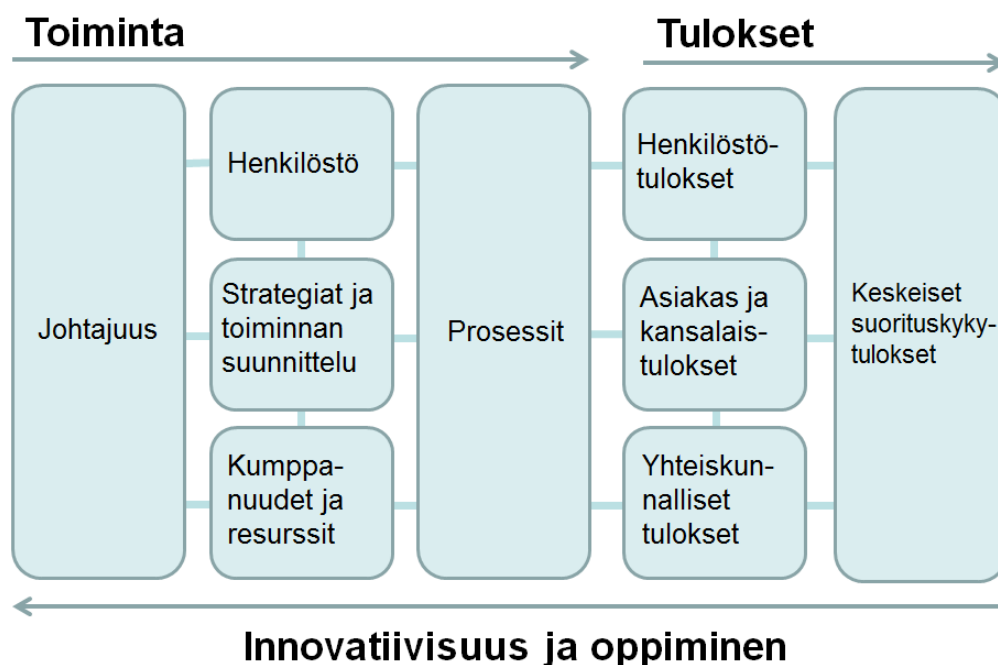 Toiminta
Tulokset
Johtajuus
Henkilöstö
Strategiat ja
toiminnan
suunnittelu
Kumppa-
nuudet ja
resurssit
Prosessit
Henkilöstö-
tulokset
Asiakas ja
kansalais-
tulokset
Yhteiskun-
nalliset
tulokset
Keskeiset
suorituskyky-
tulokset
Innovatiivisuus ja oppiminen